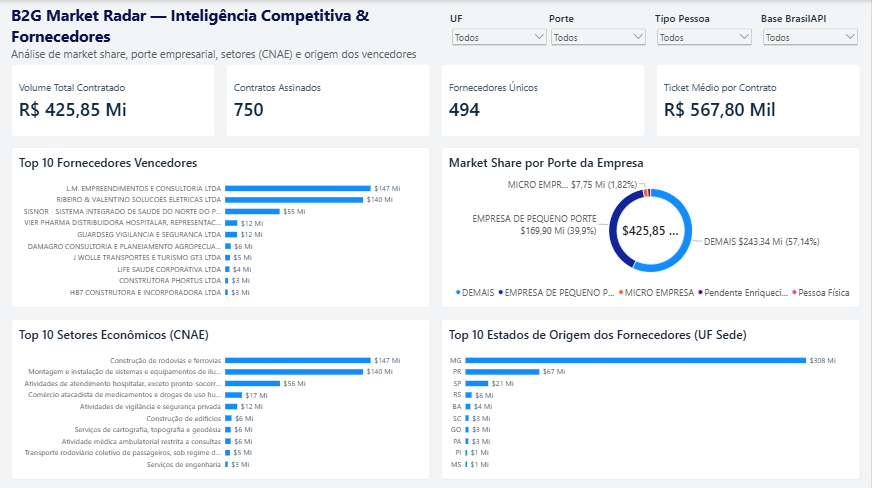 B2G Market Radar — Inteligência Competitiva &
Fornecedores
Análise de market share, porte empresarial, setores (CNAE) e origem dos vencedores
UF
Todos
Porte
Todos
Tipo Pessoa
Todos
Base BrasilAPI
Todos
Volume Total Contratado
R$ 425,85 Mi
Contratos Assinados
750
Fornecedores Únicos
494
Ticket Médio por Contrato
R$ 567,80 Mil
Top 10 Fornecedores Vencedores
L.M. EMPREENDIMENTOS E CONSULTORIA LTDA $147 Mi
RIBEIRO & VALENTINO SOLUCOES ELETRICAS LTDA $140 Mi
SISNOR - SISTEMA INTEGRADO DE SAUDE DO NORTE DO P... $55 Mi
VIER PHARMA DISTRIBUIDORA HOSPITALAR, REPRESENTAC... $12 Mi
GUARDSEG VIGILANCIA E SEGURANCA LTDA $12 Mi
DAMAGRO CONSULTORIA E PLANEJAMENTO AGROPECUA... $6 Mi
J WOLLE TRANSPORTES E TURISMO GT3 LTDA $5 Mi
LIFE SAUDE CORPORATIVA LTDA $4 Mi
CONSTRUTORA PHORTUS LTDA $3 Mi
HB7 CONSTRUTORA E INCORPORADORA LTDA $3 Mi
Market Share por Porte da Empresa
MICRO EMPR... $7,75 Mi (1,82%)
EMPRESA DE PEQUENO PORTE
$169,90 Mi (39,9%)
$425,85 ...
DEMAIS $243,34 Mi (57,14%)
DEMAIS
EMPRESA DE PEQUENO P...
MICRO EMPRESA
Pendente Enriqueci...
Pessoa Física
Top 10 Setores Econômicos (CNAE)
Construção de rodovias e ferrovias $147 Mi
Montagem e instalação de sistemas e equipamentos de ilu... $140 Mi
Atividades de atendimento hospitalar, exceto pronto-socorr... $56 Mi
Comércio atacadista de medicamentos e drogas de uso hu... $17 Mi
Atividades de vigilância e segurança privada $12 Mi
Construção de edifícios $6 Mi
Serviços de cartografia, topografia e geodésia $6 Mi
Atividade médica ambulatorial restrita a consultas $6 Mi
Transporte rodoviário coletivo de passageiros, sob regime d... $5 Mi
Serviços de engenharia $3 Mi
Top 10 Estados de Origem dos Fornecedores (UF Sede)
MG $308 Mi
PR $67 Mi
SP $21 Mi
RS $6 Mi
BA $4 Mi
SC $3 Mi
GO $3 Mi
PA $3 Mi
PI $1 Mi
MS $1 Mi